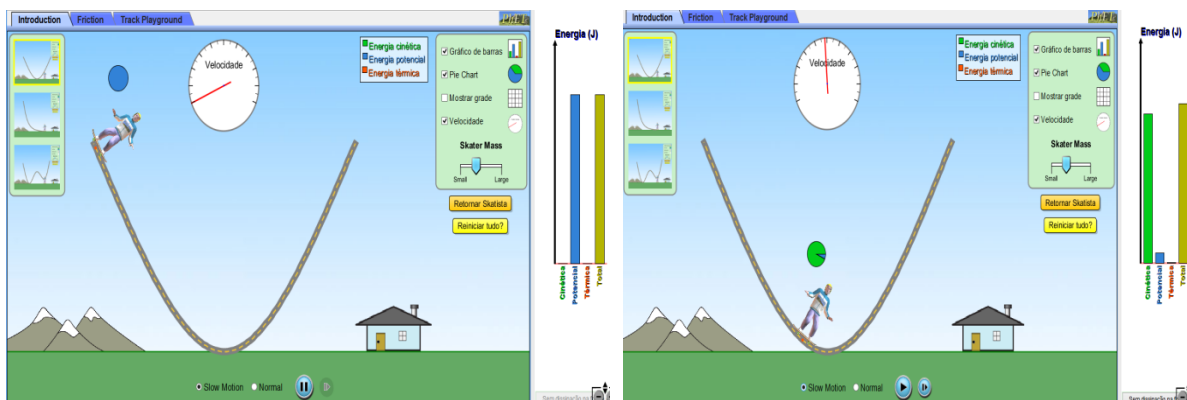 Introduction
Friction
Track Playground
Velocidade
Energia cinética
Energia potencial
Energia térmica
Gráfico de barras
Pie Chart
Mostrar grade
Velocidade
Skater Mass
Small
Large
Retornar Skatista
Reiniciar tudo?
Slow Motion
Normal
Energia (J)
Cinética
Potencial
Térmica
Total
Introduction
Friction
Track Playground
Velocidade
Energia cinética
Energia potencial
Energia térmica
Gráfico de barras
Pie Chart
Mostrar grade
Velocidade
Skater Mass
Small
Large
Retornar Skatista
Reiniciar tudo?
Slow Motion
Normal
Energia (J)
Cinética
Potencial
Térmica
Total